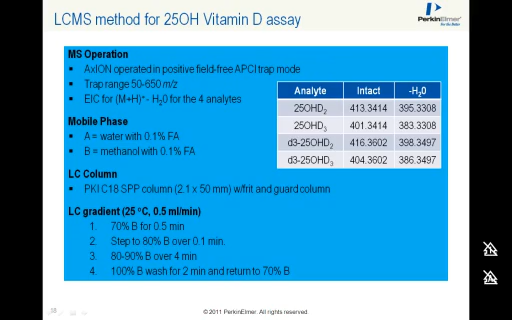 LCMS method for 25OH Vitamin D assay
PerkinElmer
For the Better
MS Operation
AxION operated in positive field-free APCI trap mode
Trap range 50-650 m/z
EIC for (M+H)⁺ - H₂0 for the 4 analytes
Analyte Intact -H₂0
25OHD₂ 413.3414 395.3308
25OHD₃ 401.3414 383.3308
d3-25OHD₂ 416.3602 398.3497
d3-25OHD₃ 404.3602 386.3497
Mobile Phase
A = water with 0.1% FA
B = methanol with 0.1% FA
LC Column
PKI C18 SPP column (2.1 x 50 mm) w/frit and guard column
LC gradient (25 °C, 0.5 ml/min)
1. 70% B for 0.5 min
2. Step to 80% B over 0.1 min.
3. 80-90% B over 4 min
4. 100% B wash for 2 min and return to 70% B
© 2011 PerkinElmer. All rights reserved